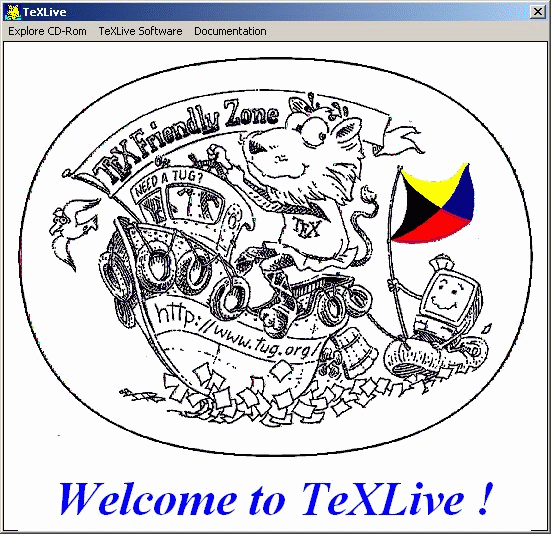 TeXLive
Explore CD-Rom TeXLive Software Documentation
TeX Friendly Zone
NEED A TUG?
TeX
http://www.tug.org/
Welcome to TeXLive !